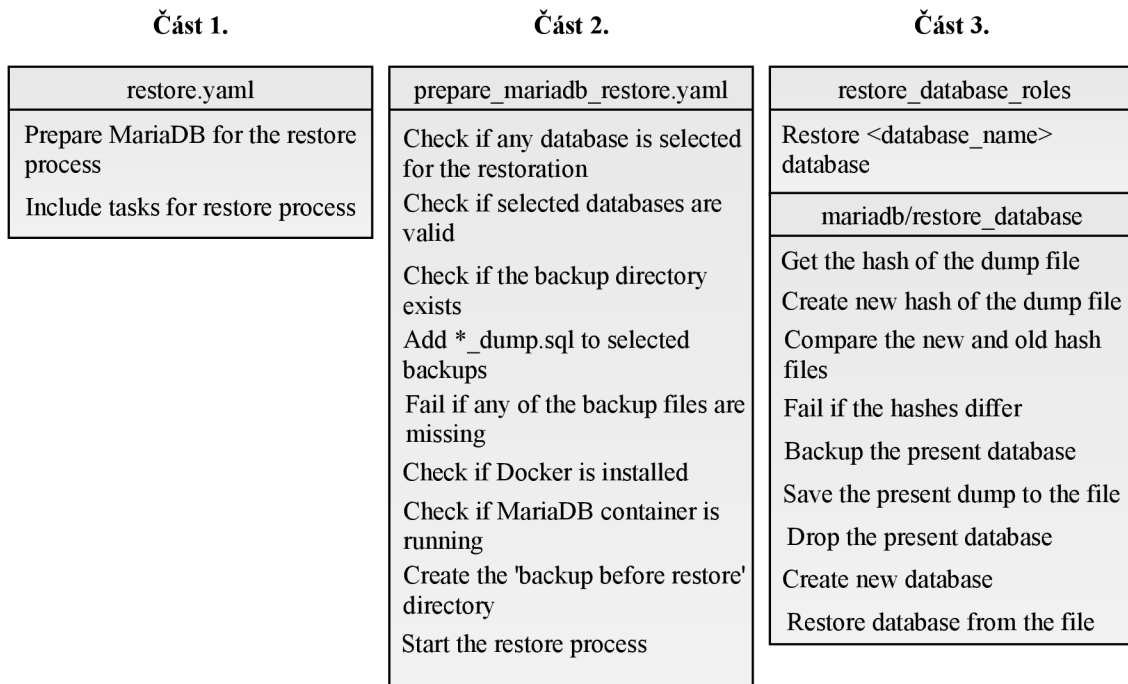 Část 1.
restore.yaml
Prepare MariaDB for the restore
process
Include tasks for restore process
Část 2.
prepare_mariadb_restore.yaml
Check if any database is selected
for the restoration
Check if selected databases are
valid
Check if the backup directory
exists
Add *_dump.sql to selected
backups
Fail if any of the backup files are
missing
Check if Docker is installed
Check if MariaDB container is
running
Create the 'backup before restore'
directory
Start the restore process
Část 3.
restore_database_roles
Restore <database_name>
database
mariadb/restore_database
Get the hash of the dump file
Create new hash of the dump file
Compare the new and old hash
files
Fail if the hashes differ
Backup the present database
Save the present dump to the file
Drop the present database
Create new database
Restore database from the file